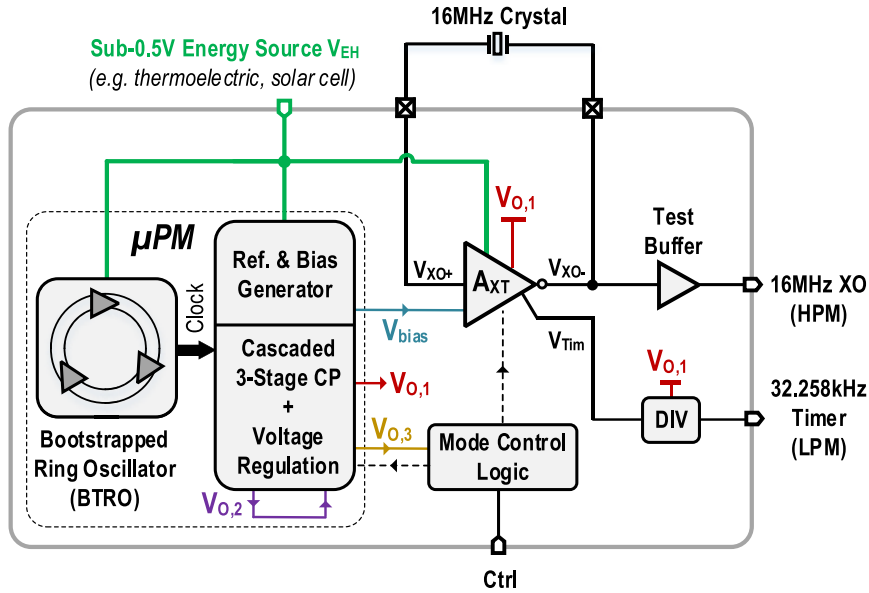 16MHz Crystal
Sub-0.5V Energy Source VEH
(e.g. thermoelectric, solar cell)
µPM
Ref. & Bias
Generator
Clock
Cascaded
3-Stage CP
+
Voltage
Regulation
Bootstrapped
Ring Oscillator
(BTRO)
Vbias
VO,1
VO,3
VO,2
VXO+
AXT
VO,1
VXO-
VTim
Test
Buffer
16MHz XO
(HPM)
VO,1
DIV
32.258kHz
Timer
(LPM)
Mode Control
Logic
Ctrl